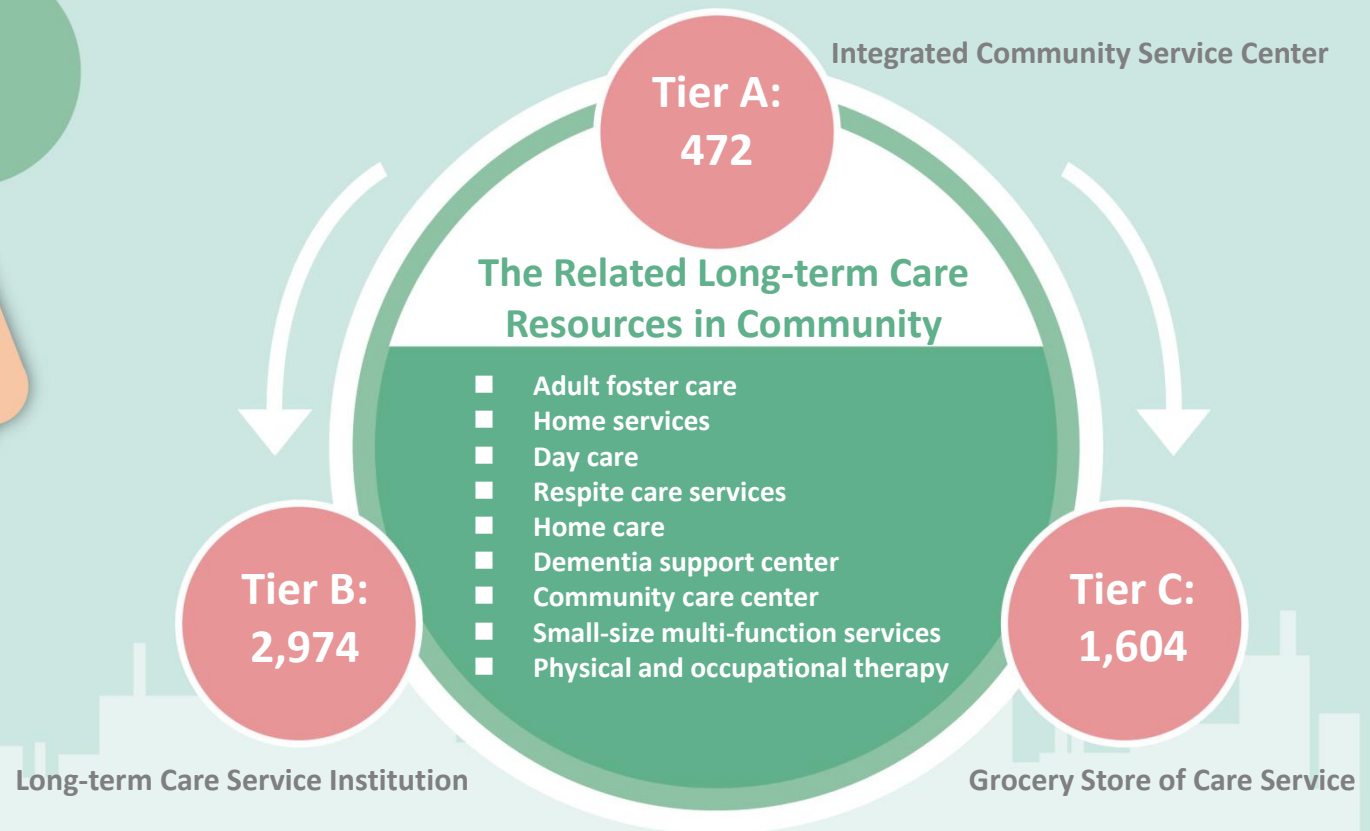 Integrated Community Service Center
Tier A:
472
The Related Long-term Care
Resources in Community
■ Adult foster care
■ Home services
■ Day care
■ Respite care services
■ Home care
■ Dementia support center
■ Community care center
■ Small-size multi-function services
■ Physical and occupational therapy
Tier B:
2,974
Long-term Care Service Institution
Tier C:
1,604
Grocery Store of Care Service